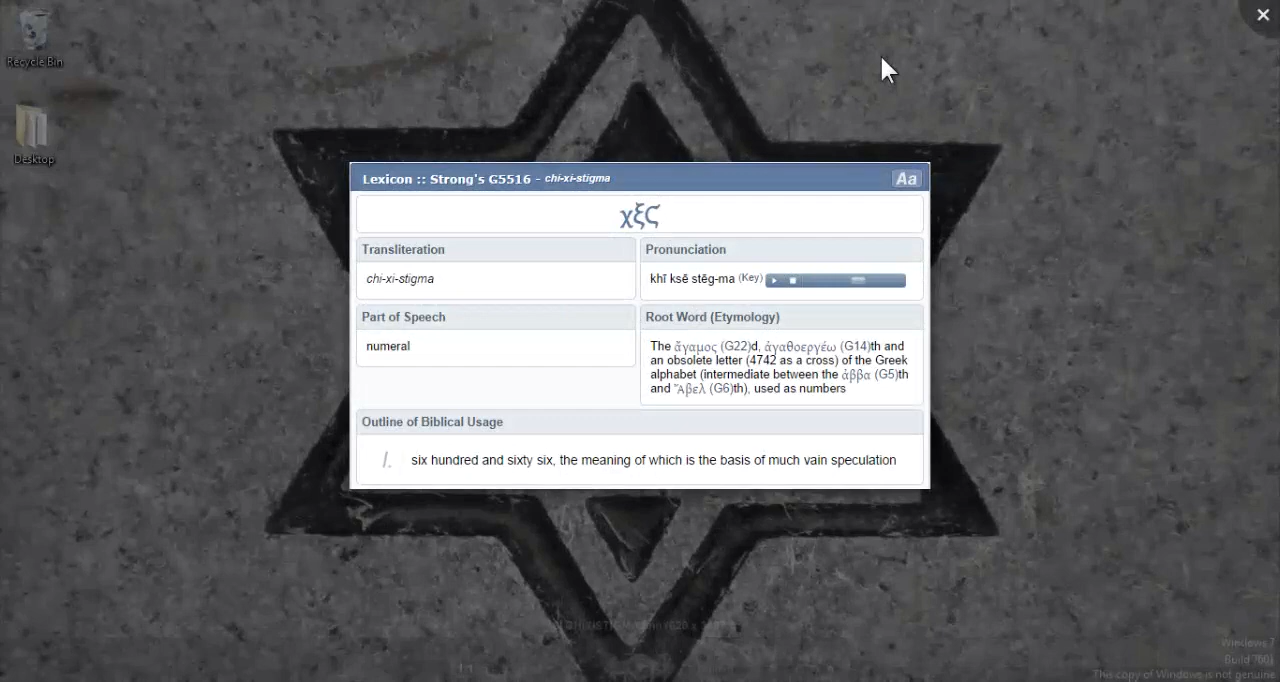 Recycle Bin
Desktop
Lexicon :: Strong's G5516 - chi-xi-stigma
Aa
χξϚ
Transliteration
chi-xi-stigma
Pronunciation
khī ksē stēg-ma (Key)
Part of Speech
numeral
Root Word (Etymology)
The ἄγαμος (G22)d, ἀγαθοεργέω (G14)th and
an obsolete letter (4742 as a cross) of the Greek
alphabet (intermediate between the ἀββα (G5)th
and Ἄβελ (G6)th), used as numbers
Outline of Biblical Usage
I. six hundred and sixty six, the meaning of which is the basis of much vain speculation
1:1
Windows 7
Build 7601
This copy of Windows is not genuine